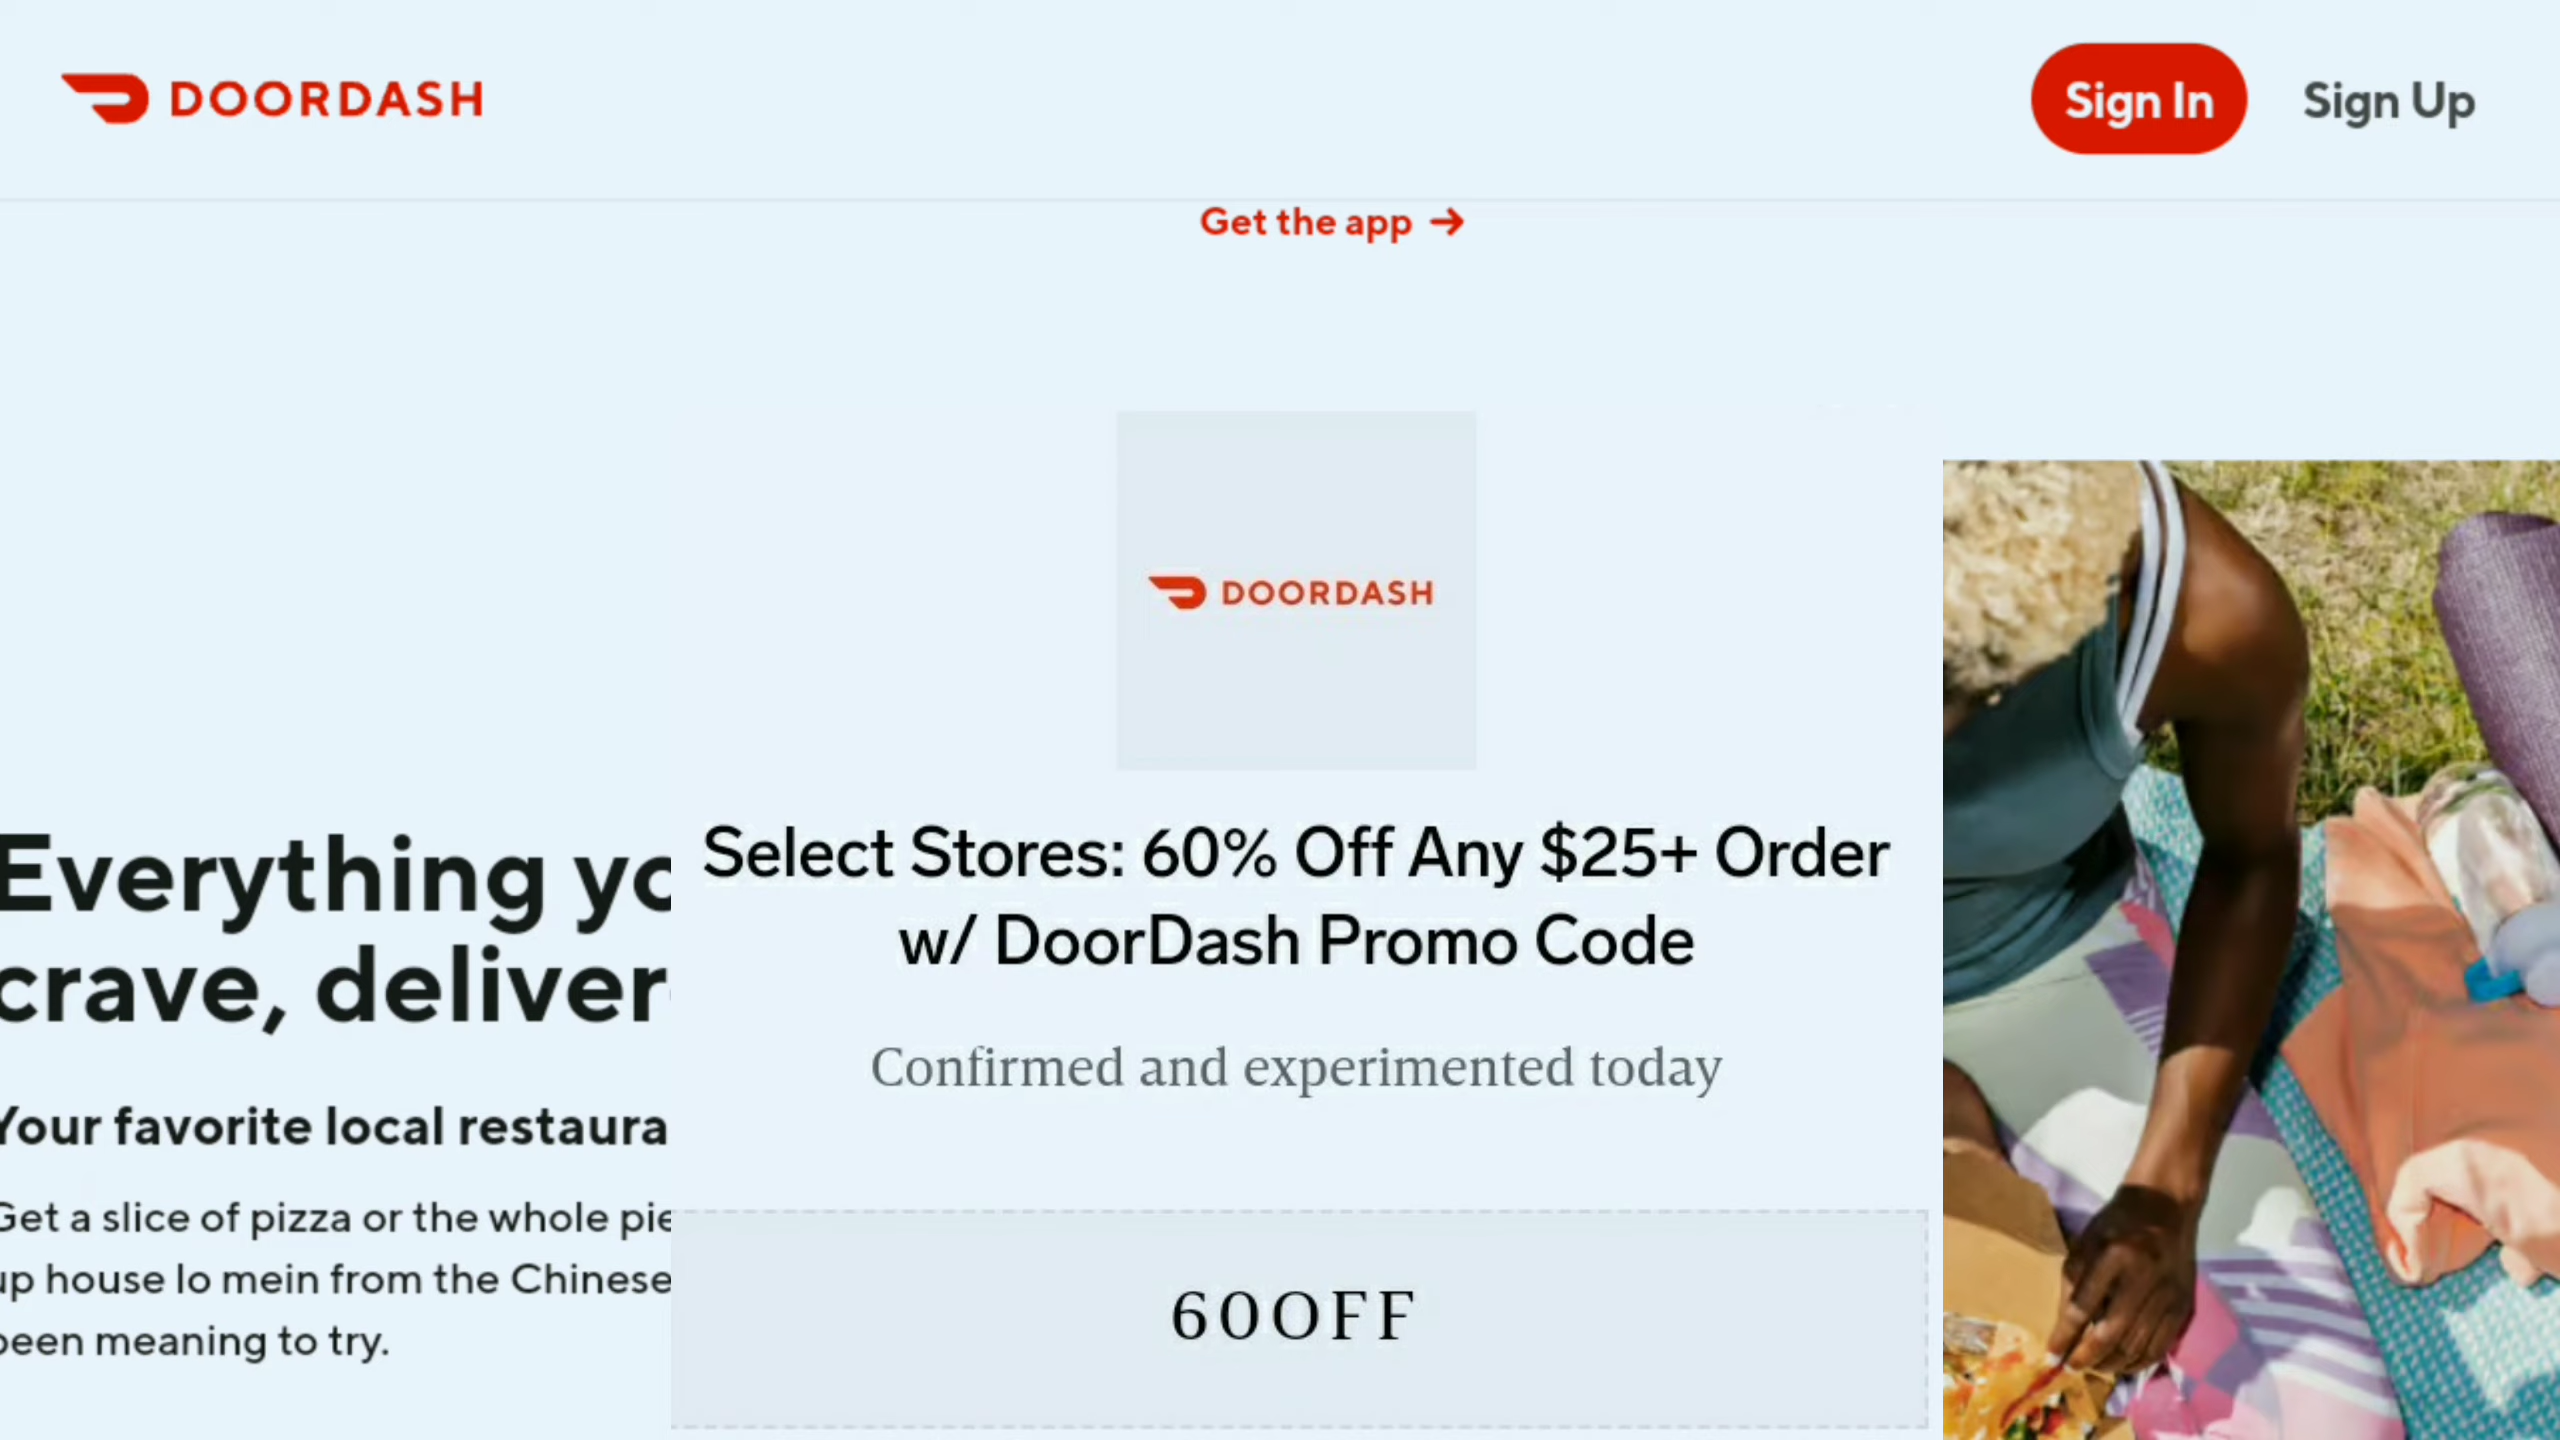 DOORDASH
Sign In
Sign Up
Get the app →
DOORDASH
Select Stores: 60% Off Any $25+ Order
w/ DoorDash Promo Code
Confirmed and experimented today
60OFF
Everything yo
crave, deliver
Your favorite local restaura
Get a slice of pizza or the whole pie
up house lo mein from the Chinese
been meaning to try.